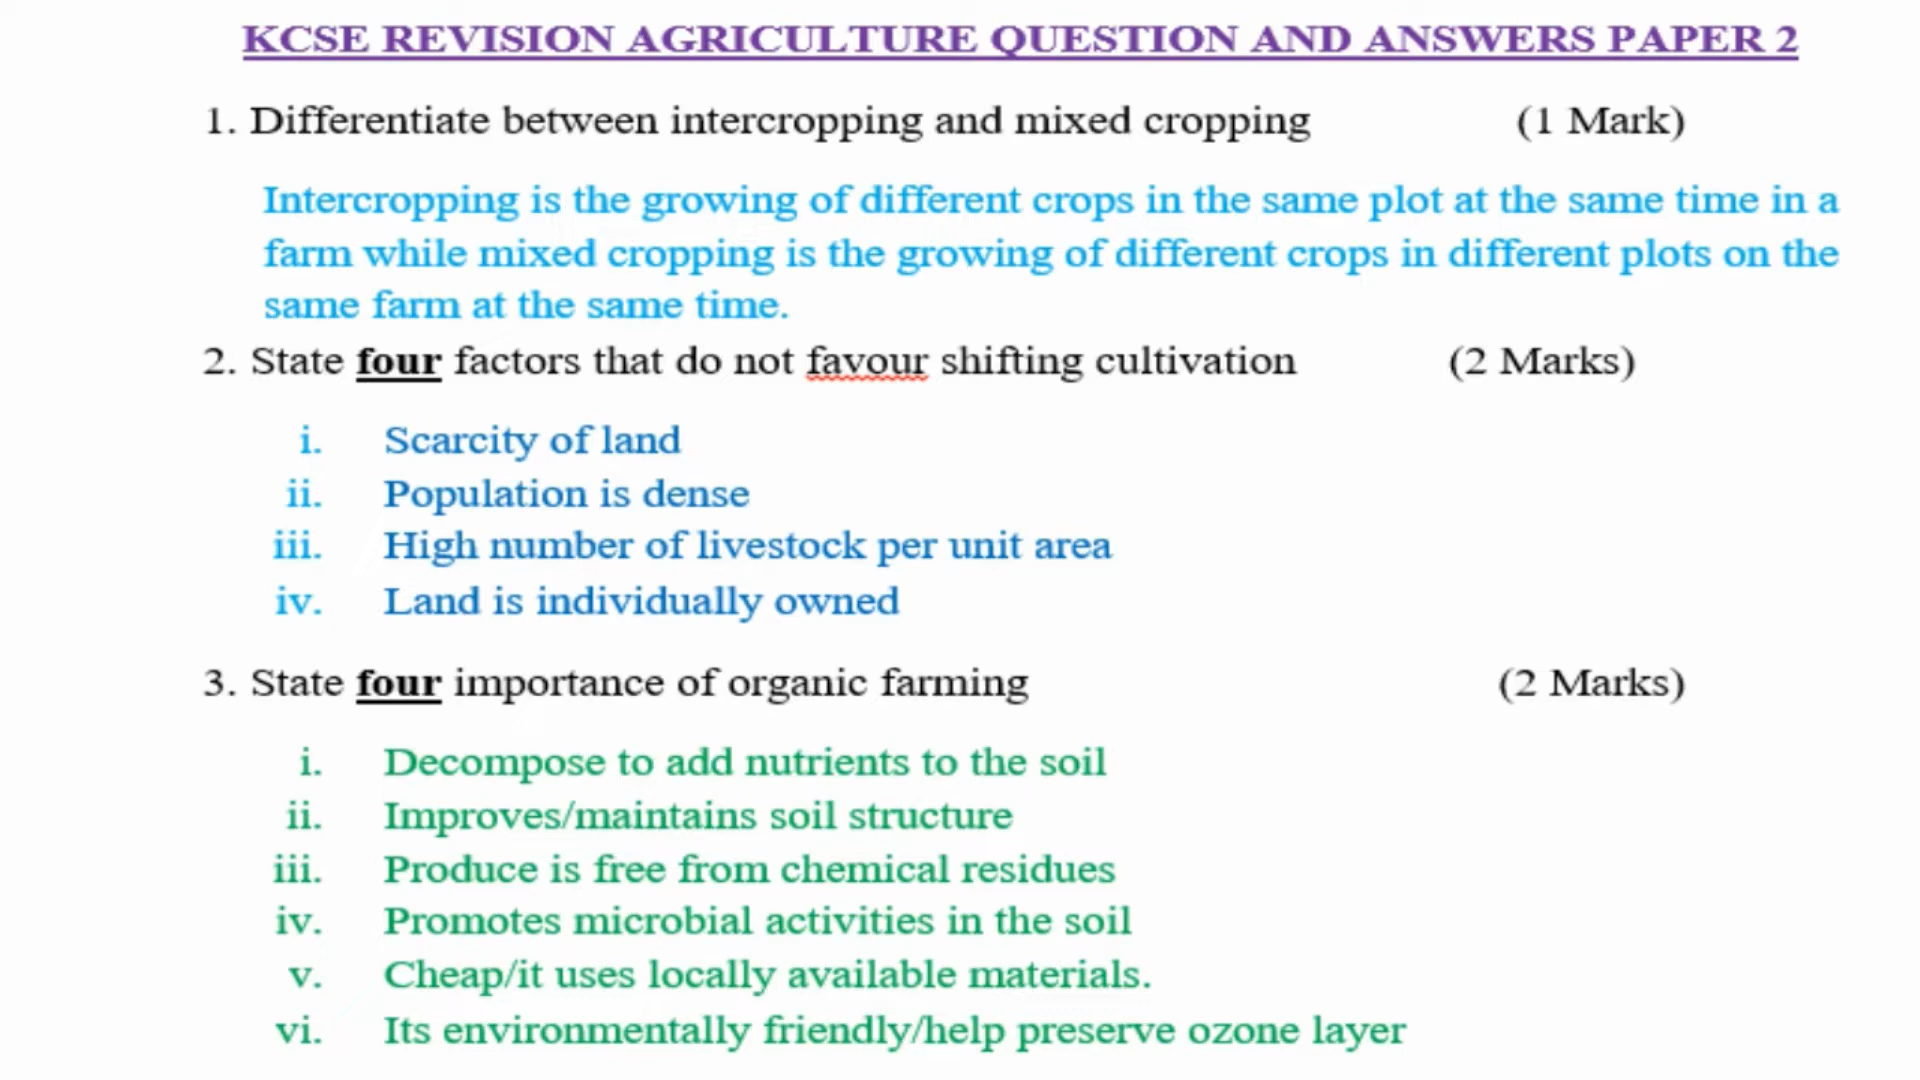 KCSE REVISION AGRICULTURE QUESTION AND ANSWERS PAPER 2
1. Differentiate between intercropping and mixed cropping (1 Mark)
Intercropping is the growing of different crops in the same plot at the same time in a
farm while mixed cropping is the growing of different crops in different plots on the
same farm at the same time.
2. State four factors that do not favour shifting cultivation (2 Marks)
i. Scarcity of land
ii. Population is dense
iii. High number of livestock per unit area
iv. Land is individually owned
3. State four importance of organic farming (2 Marks)
i. Decompose to add nutrients to the soil
ii. Improves/maintains soil structure
iii. Produce is free from chemical residues
iv. Promotes microbial activities in the soil
v. Cheap/it uses locally available materials.
vi. Its environmentally friendly/help preserve ozone layer